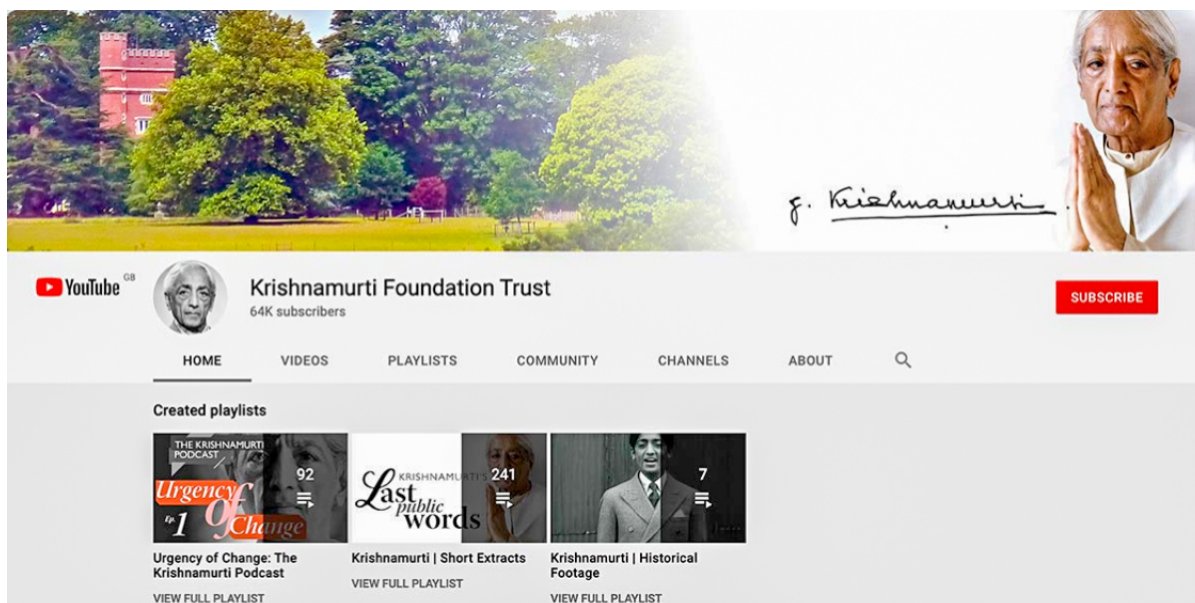 J. Krishnamurti
YouTube GB
Krishnamurti Foundation Trust
64K subscribers
SUBSCRIBE
HOME VIDEOS PLAYLISTS COMMUNITY CHANNELS ABOUT
Created playlists
THE KRISHNAMURTI
PODCAST
Urgency
of
Change
Ep.
1
92
KRISHNAMURTI'S
Last
public
words
241
7
Urgency of Change: The
Krishnamurti Podcast
VIEW FULL PLAYLIST
Krishnamurti | Short Extracts
VIEW FULL PLAYLIST
Krishnamurti | Historical
Footage
VIEW FULL PLAYLIST